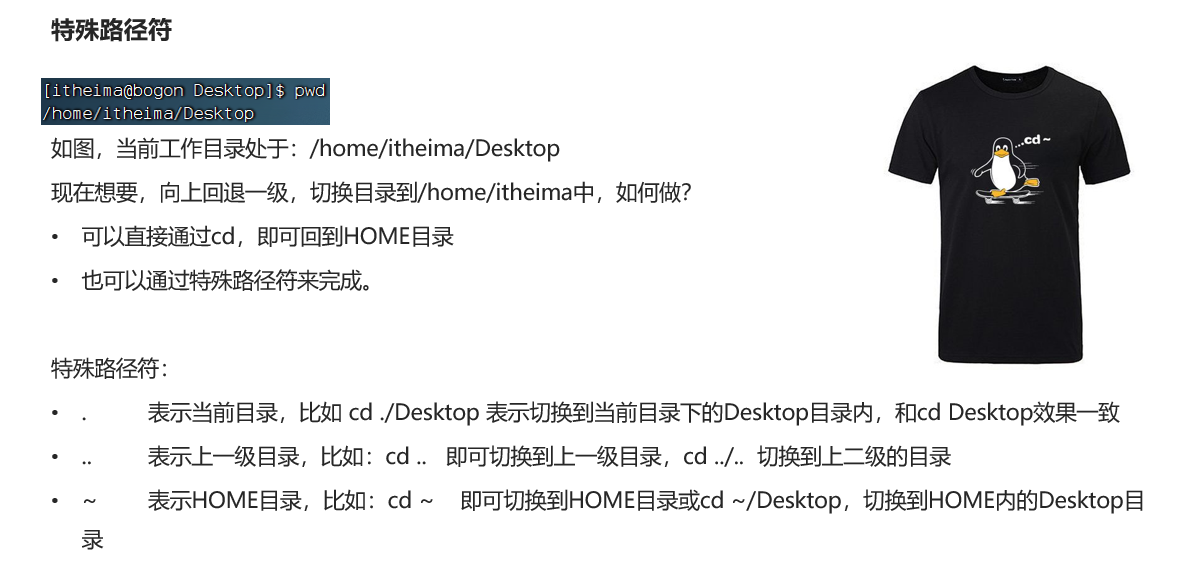 特殊路径符
[itheima@bogon Desktop]$ pwd
/home/itheima/Desktop
如图，当前工作目录处于：/home/itheima/Desktop
现在想要，向上回退一级，切换目录到/home/itheima中，如何做？
• 可以直接通过cd，即可回到HOME目录
• 也可以通过特殊路径符来完成。
...cd ~
特殊路径符：
• . 表示当前目录，比如 cd ./Desktop 表示切换到当前目录下的Desktop目录内，和cd Desktop效果一致
• .. 表示上一级目录，比如：cd .. 即可切换到上一级目录，cd ../.. 切换到上二级的目录
• ~ 表示HOME目录，比如：cd ~ 即可切换到HOME目录或cd ~/Desktop，切换到HOME内的Desktop目
录